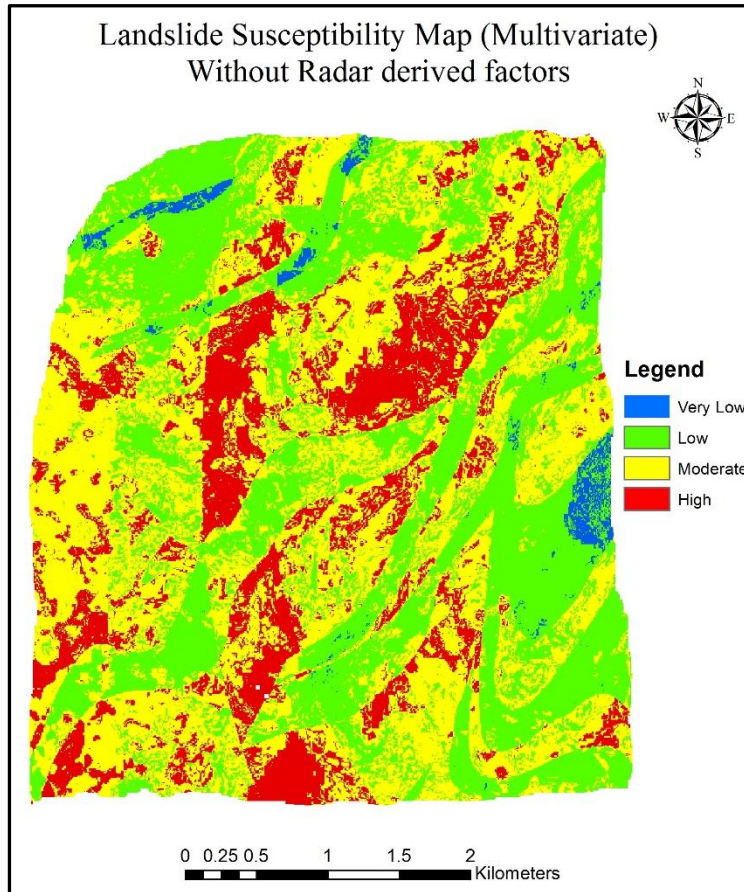 Landslide Susceptibility Map (Multivariate)
Without Radar derived factors
N
W E
S
Legend
Very Low
Low
Moderate
High
0 0.25 0.5 1 1.5 2
Kilometers